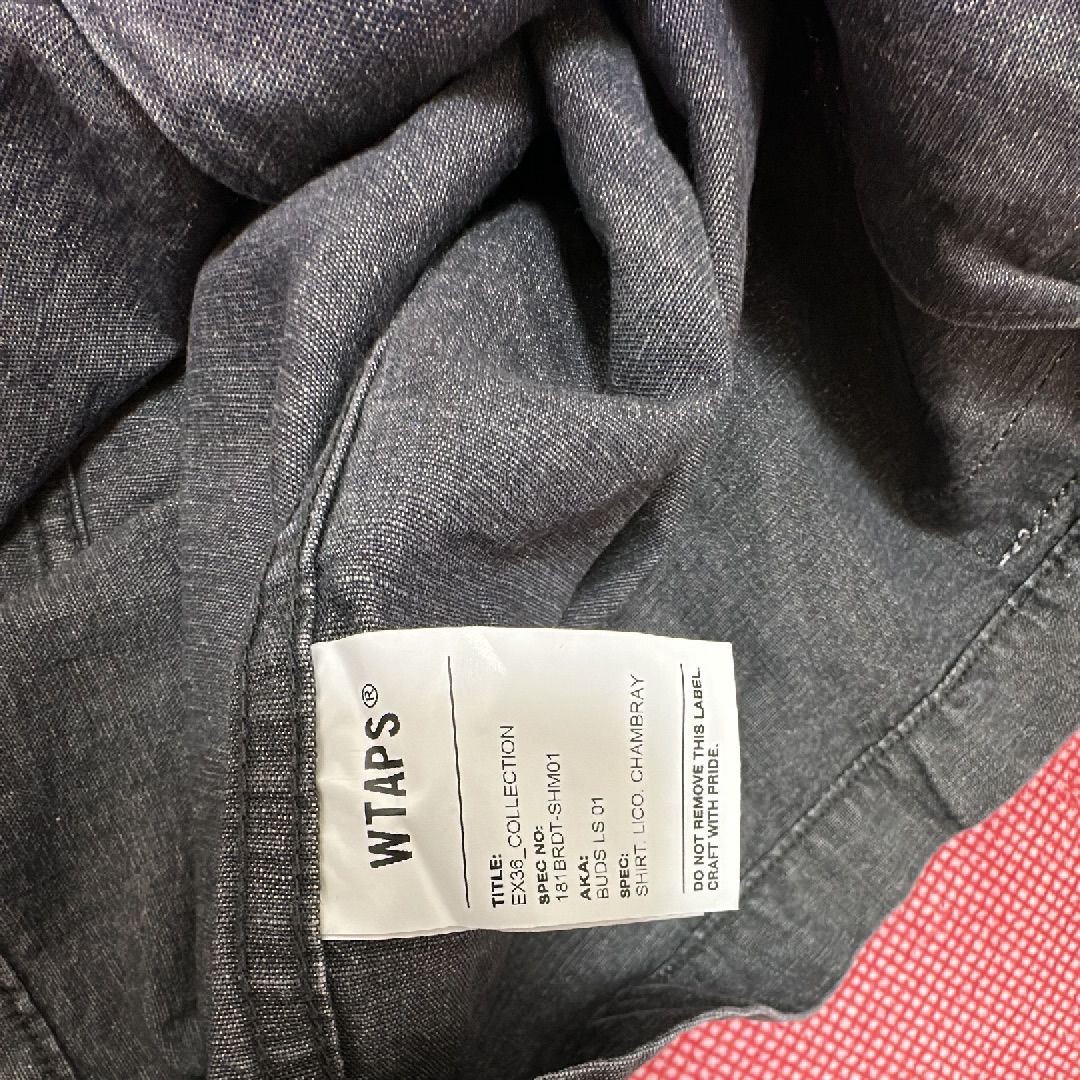 WTAPS®
TITLE:
EX36_COLLECTION
SPEC NO:
181BRDT-SHM01
AKA:
BUDS LS 01
SPEC:
SHIRT. LICO. CHAMBRAY
DO NOT REMOVE THIS LABEL.
CRAFT WITH PRIDE.